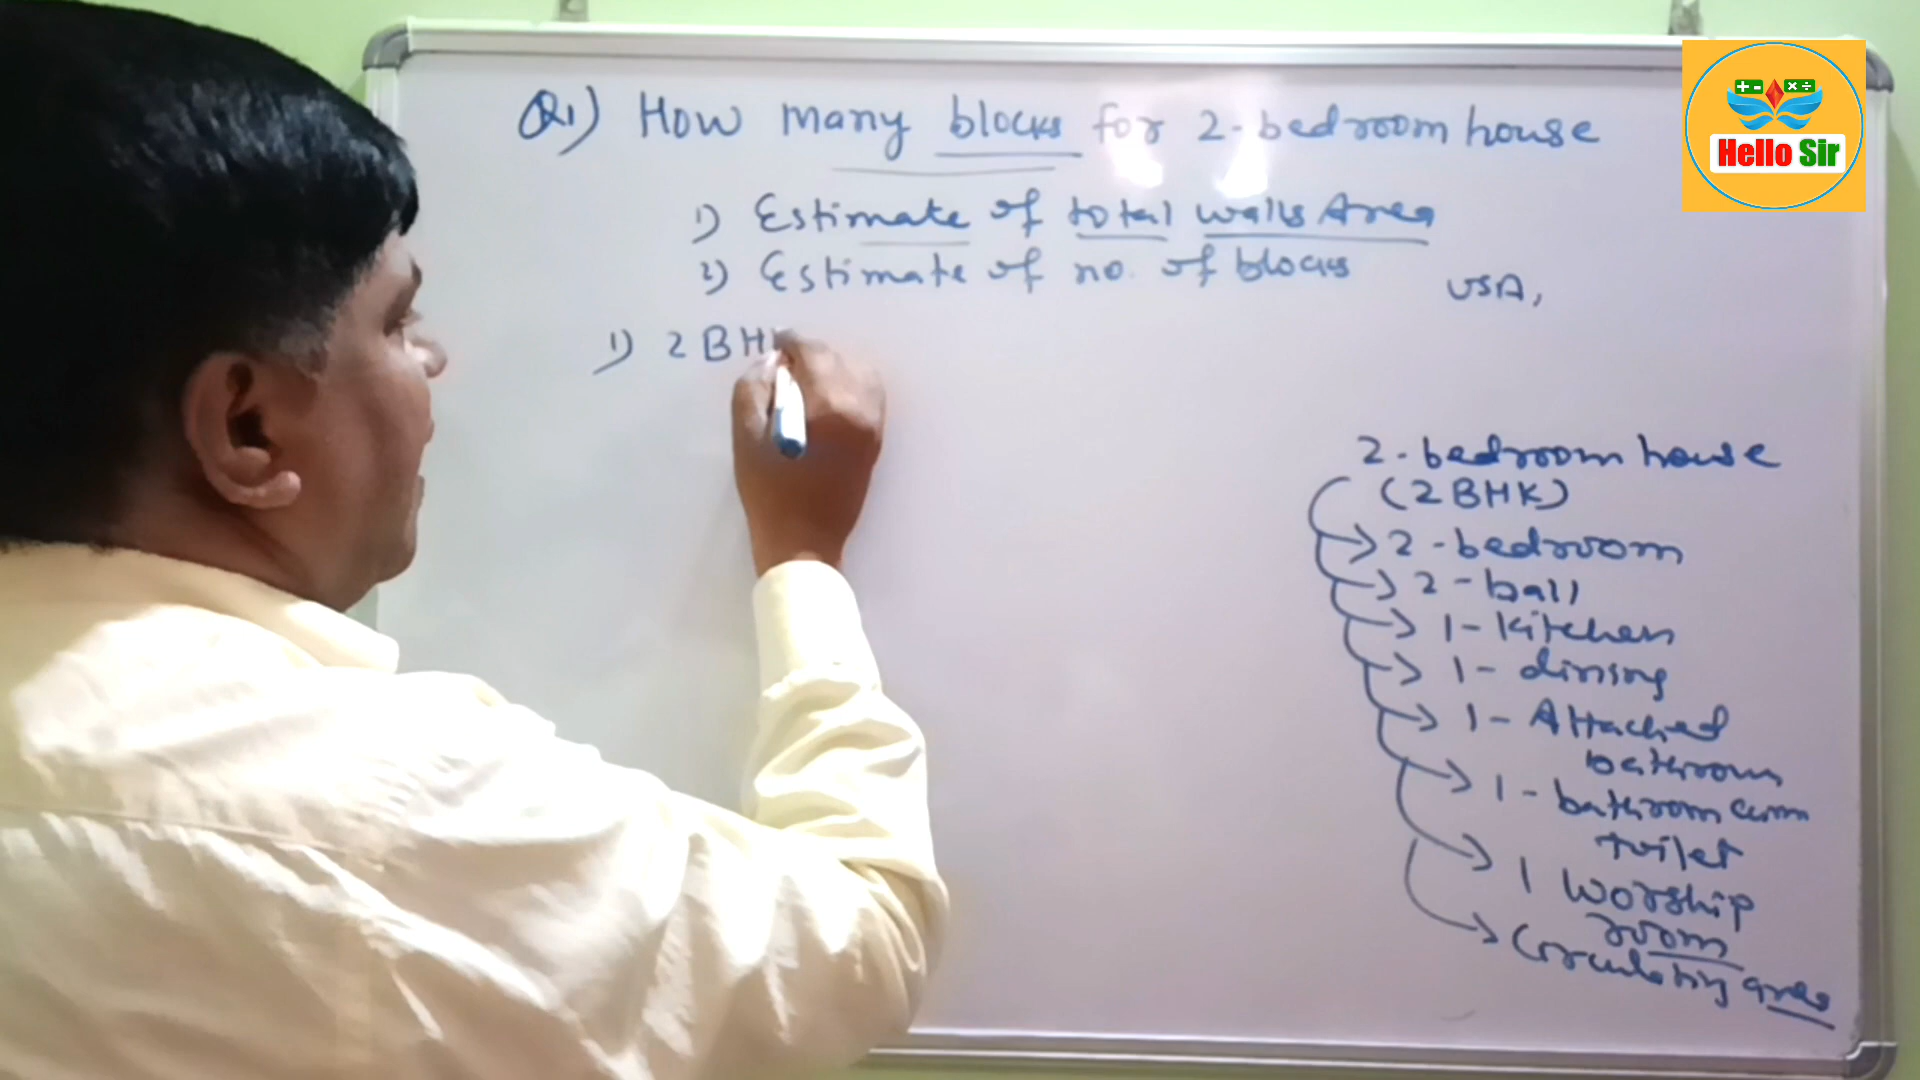 Q1) How many blocks for 2-bedroom house
1) Estimate of total walls Area
2) Estimate of no. of blocks
USA,
1) 2 BH
2-bedroom house
(2BHK)
2-bedroom
2-ball
1-Kitchen
1-dining
1-Attached
bathroom
1-bathroom cum
toilet
1 Worship
room
Circulating area
+ - × ÷
Hello Sir